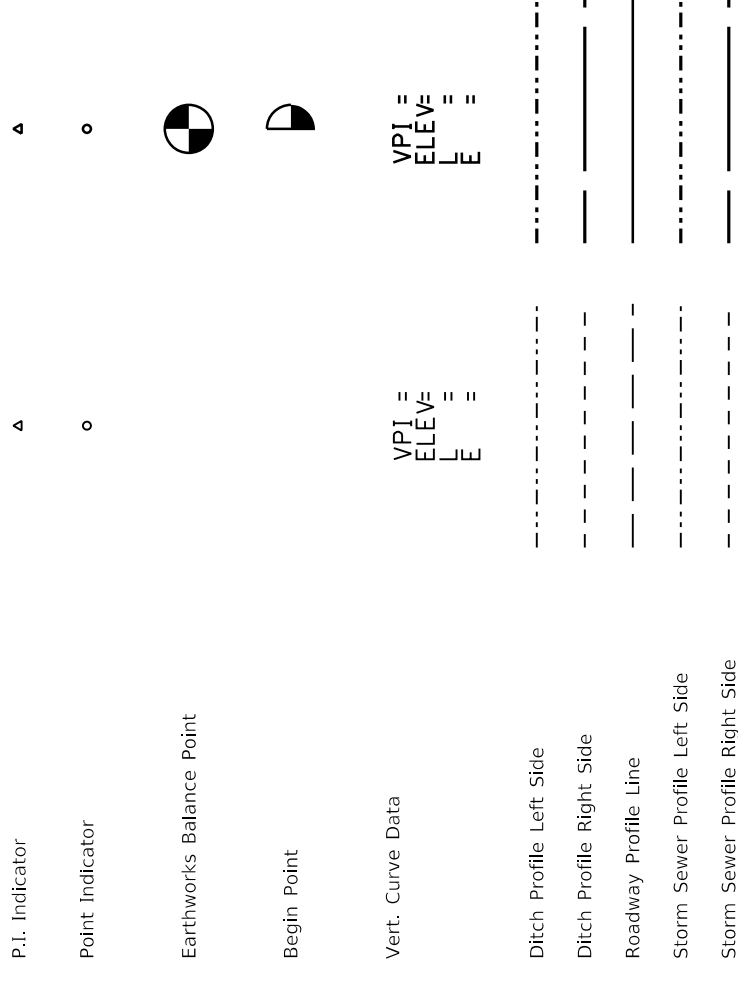 P.I. Indicator
Point Indicator
Earthworks Balance Point
Begin Point
Vert. Curve Data
VPI =
ELEV=
L =
E =
VPI =
ELEV=
L =
E =
Ditch Profile Left Side
Ditch Profile Right Side
Roadway Profile Line
Storm Sewer Profile Left Side
Storm Sewer Profile Right Side